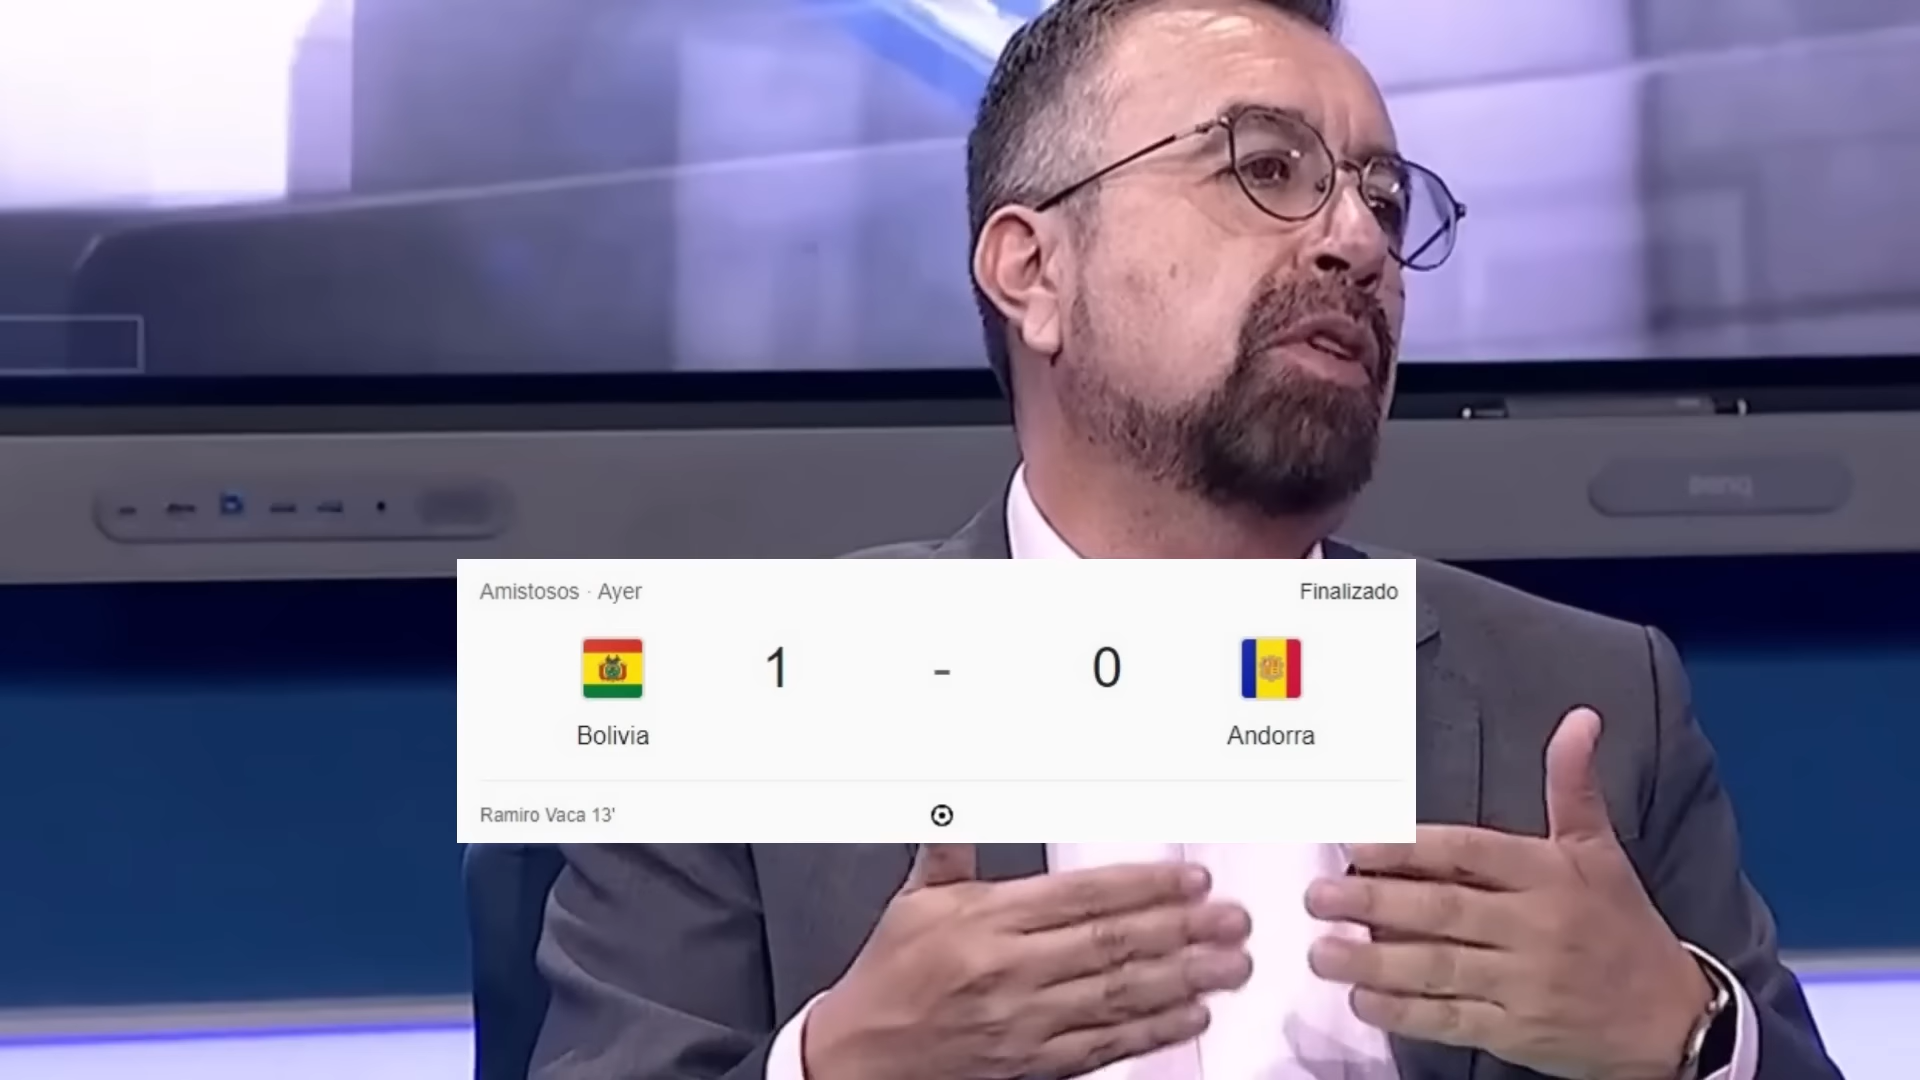 Amistosos · Ayer
Finalizado
1 - 0
Bolivia
Andorra
Ramiro Vaca 13'